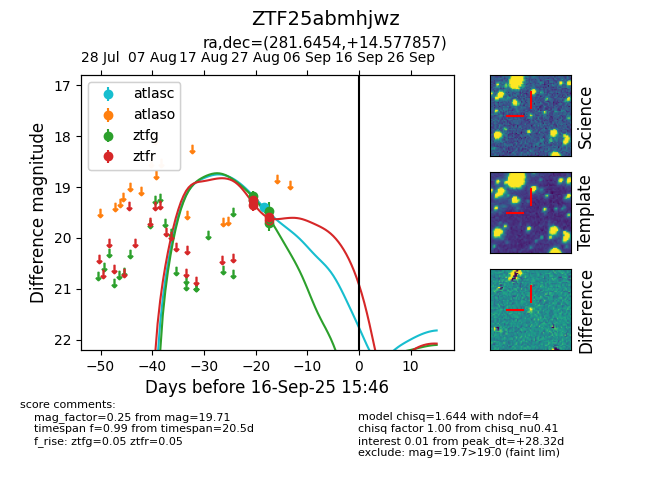 ZTF25abmhjwz
ra,dec=(281.6454,+14.577857)
28 Jul 07 Aug 17 Aug 27 Aug 06 Sep 16 Sep 26 Sep
17
18
19
20
21
22
Difference magnitude
atlasc
atlaso
ztfg
ztfr
−50 −40 −30 −20 −10 0 10
Days before 16-Sep-25 15:46
Science
Template
Difference
score comments:
mag_factor=0.25 from mag=19.71
timespan f=0.99 from timespan=20.5d
f_rise: ztfg=0.05 ztfr=0.05
model chisq=1.644 with ndof=4
chisq factor 1.00 from chisq_nu0.41
interest 0.01 from peak_dt=+28.32d
exclude: mag=19.7>19.0 (faint lim)